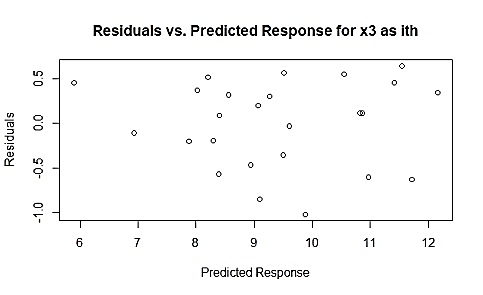 Residuals vs. Predicted Response for x3 as ith
0.5
0.0
-0.5
-1.0
Residuals
6 7 8 9 10 11 12
Predicted Response